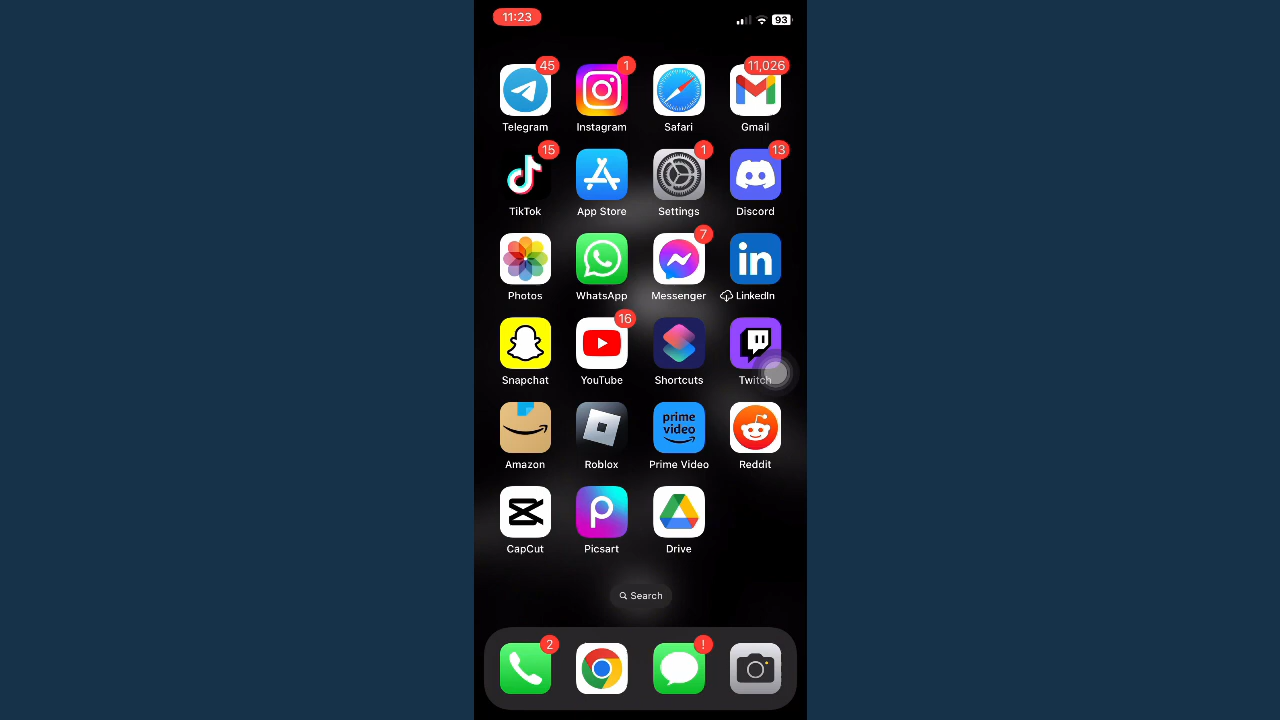 11:23
93
45 1 11,026
Telegram Instagram Safari Gmail
15 1 13
TikTok App Store Settings Discord
7 in
Photos WhatsApp Messenger LinkedIn
16
Snapchat YouTube Shortcuts Twitch
prime
video
Amazon Roblox Prime Video Reddit
CapCut Picsart Drive
Search
2 !